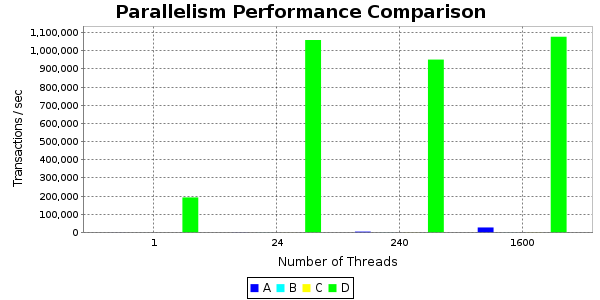 Parallelism Performance Comparison
1,100,000
1,000,000
900,000
800,000
700,000
600,000
500,000
400,000
300,000
200,000
100,000
0
Transactions / sec
1 24 240 1600
Number of Threads
A B C D